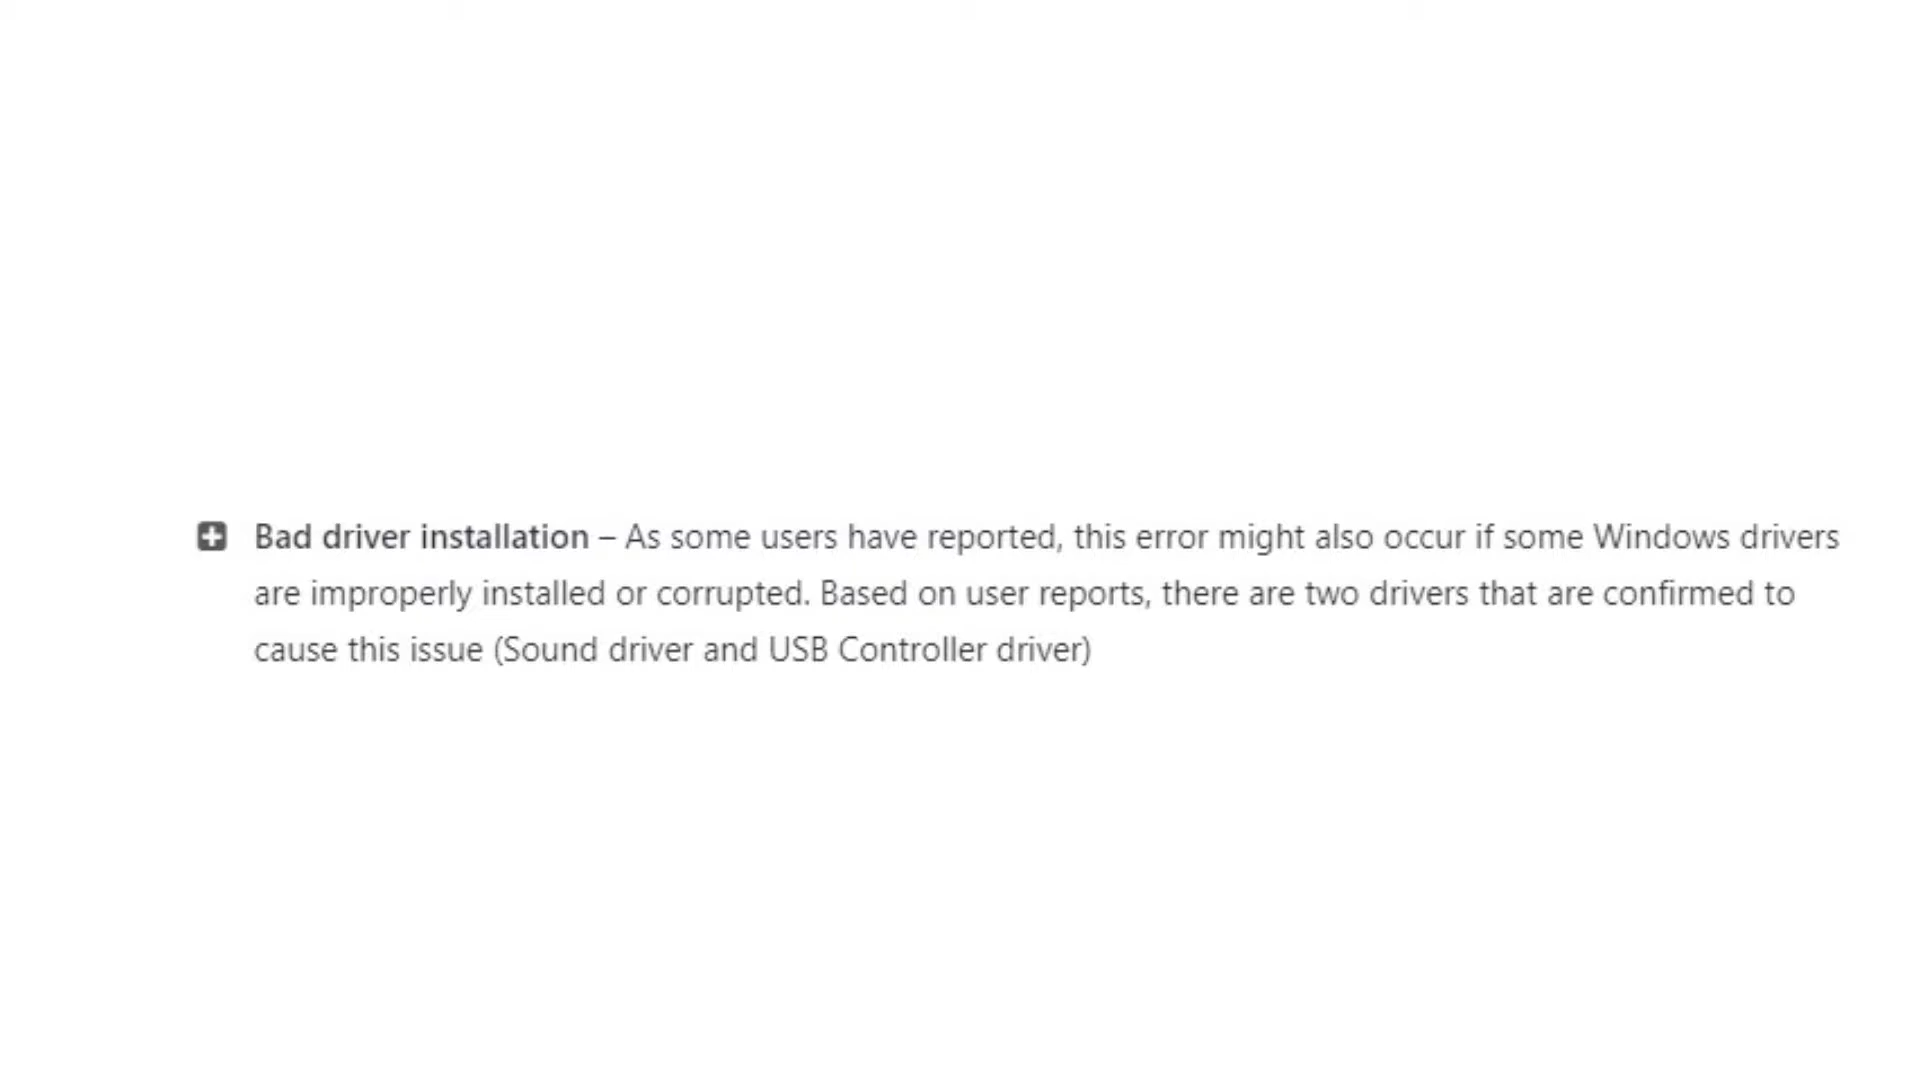 Bad driver installation – As some users have reported, this error might also occur if some Windows drivers
are improperly installed or corrupted. Based on user reports, there are two drivers that are confirmed to
cause this issue (Sound driver and USB Controller driver)